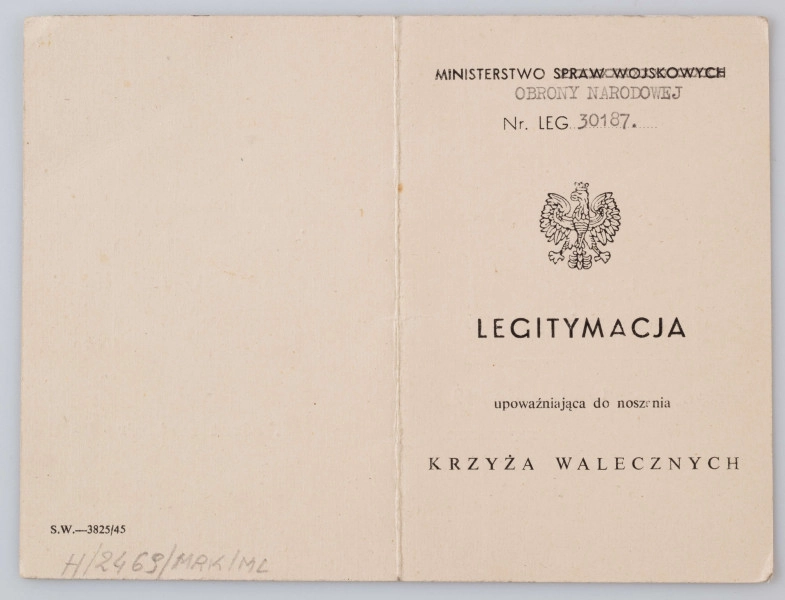 S.W.—3825/45
H/2469/MRK/ML
MINISTERSTWO SPRAW WOJSKOWYCH
OBRONY NARODOWEJ
Nr. LEG. 30187.
LEGITYMACJA
upoważniająca do noszenia
KRZYŻA WALECZNYCH